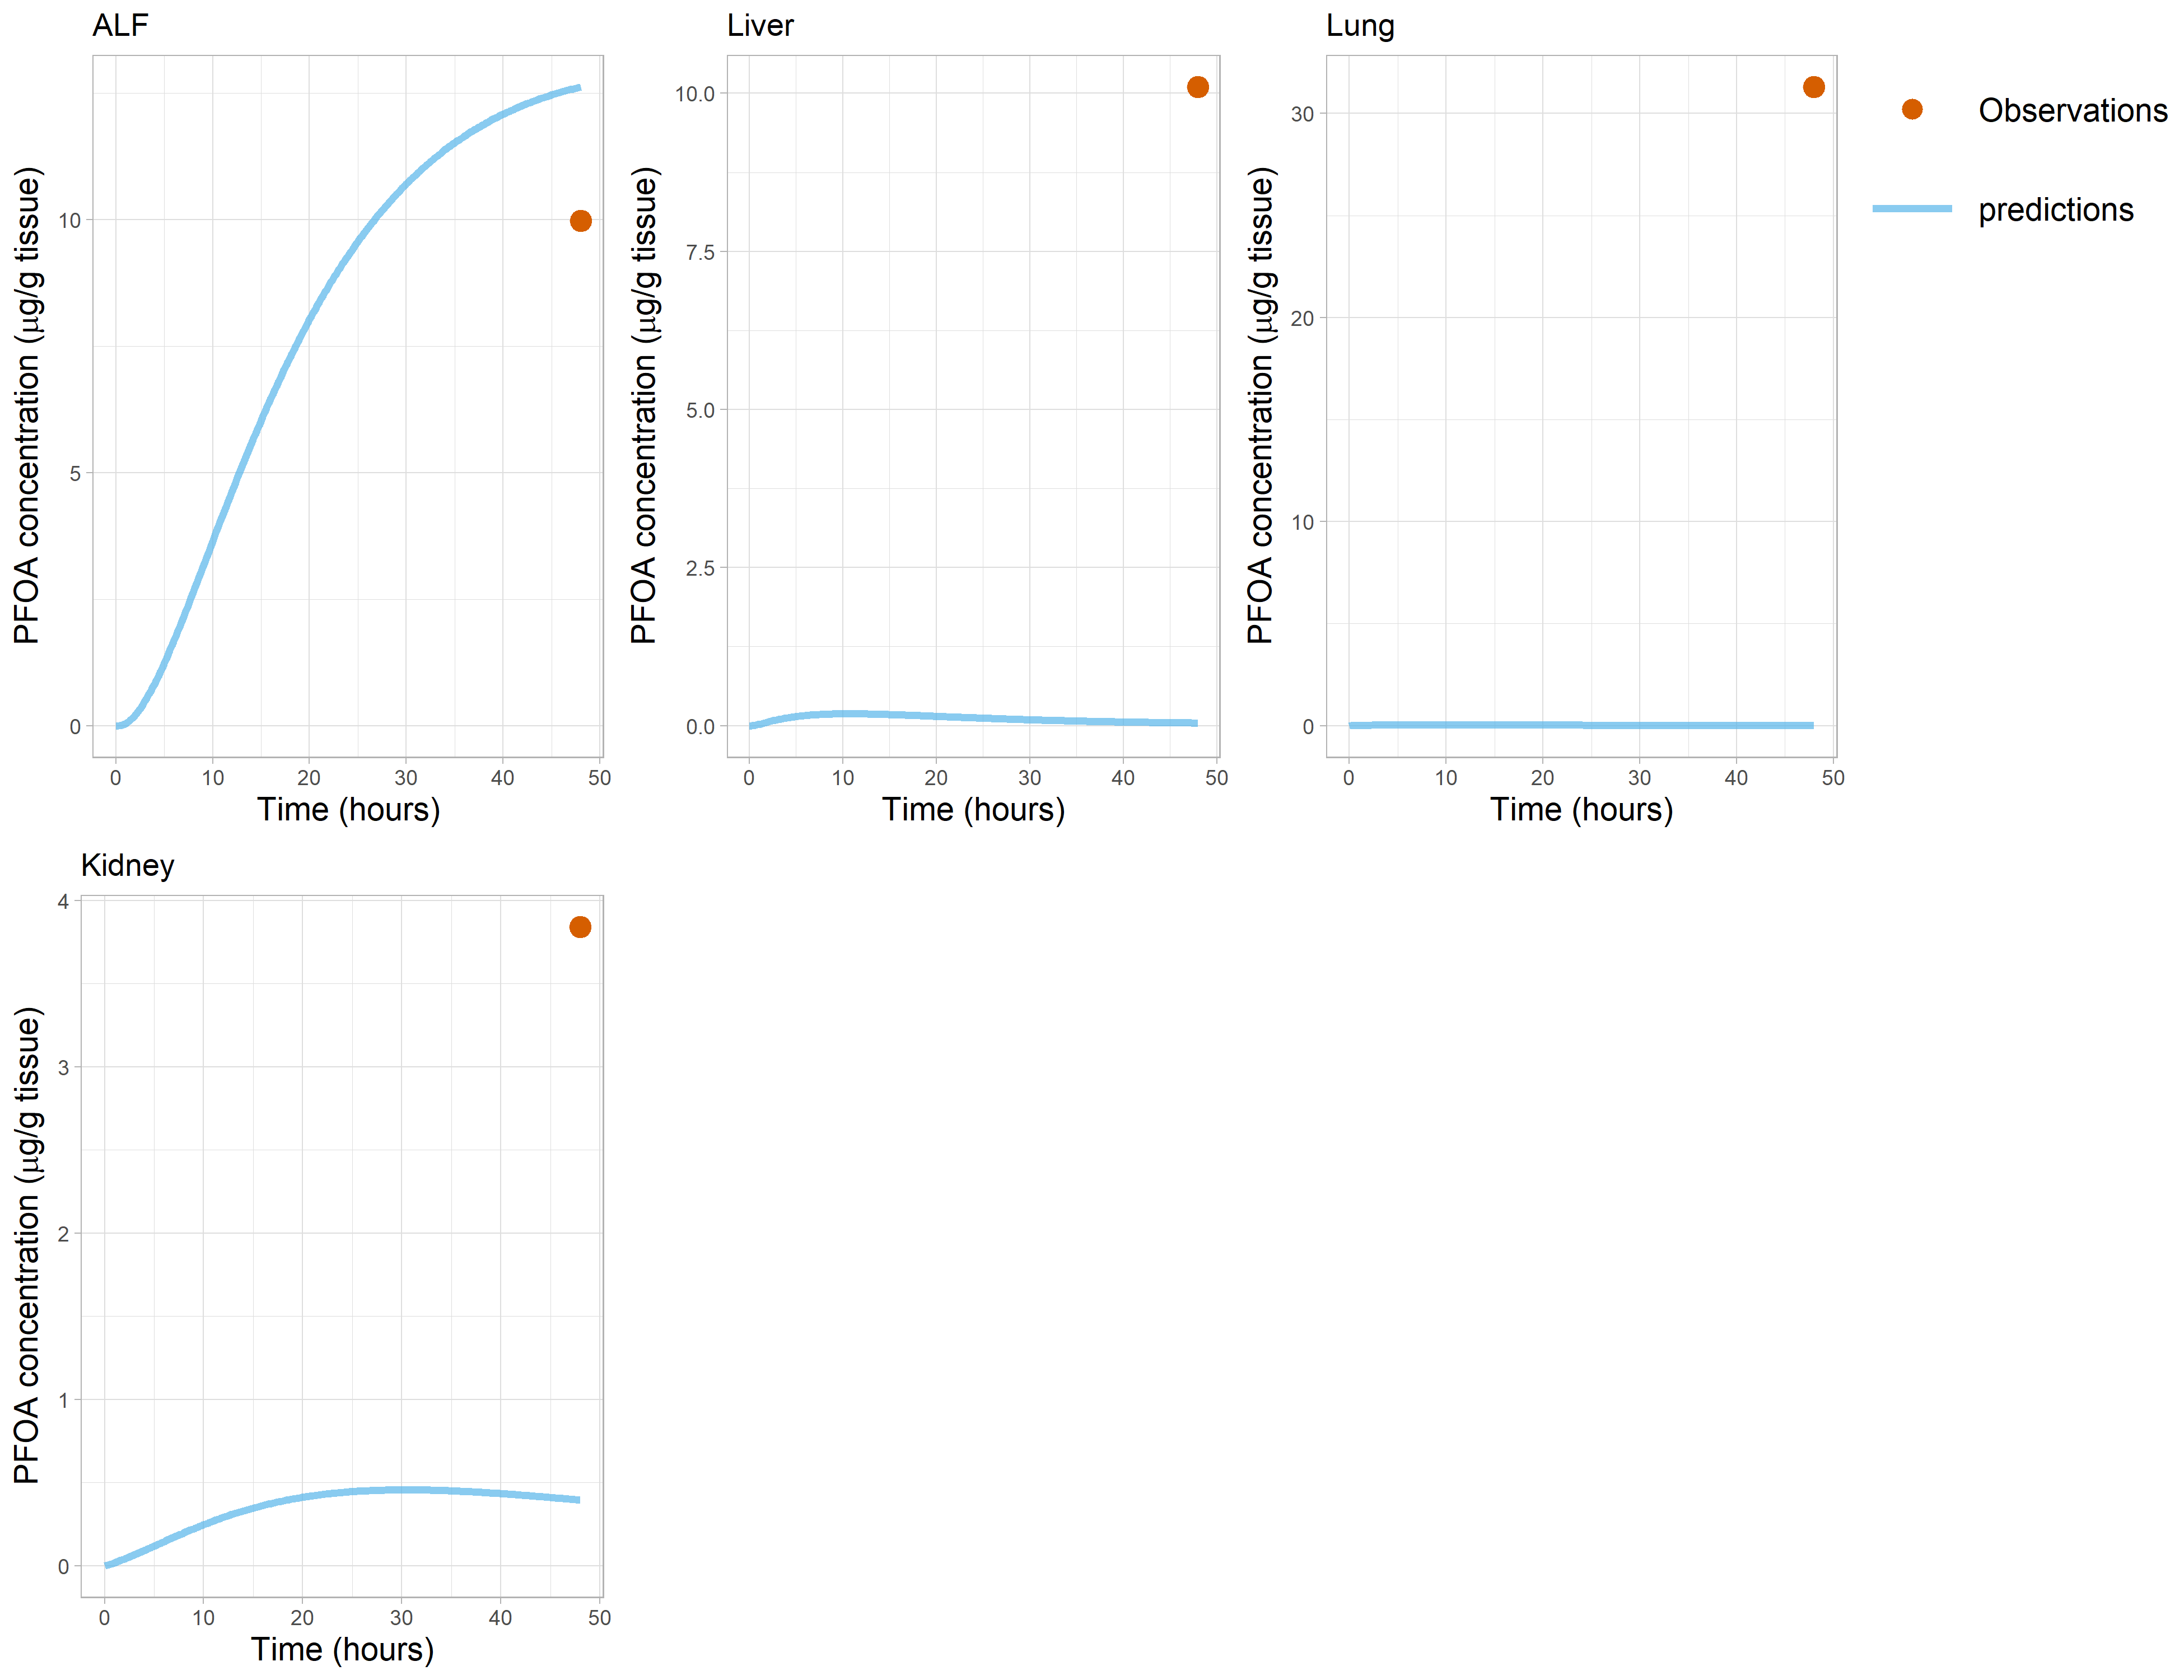 ALF
PFOA concentration (μg/g tissue)
10
5
0
0 10 20 30 40 50
Time (hours)
Liver
PFOA concentration (μg/g tissue)
10.0
7.5
5.0
2.5
0.0
0 10 20 30 40 50
Time (hours)
Lung
PFOA concentration (μg/g tissue)
30
20
10
0
0 10 20 30 40 50
Time (hours)
Observations
predictions
Kidney
PFOA concentration (μg/g tissue)
4
3
2
1
0
0 10 20 30 40 50
Time (hours)